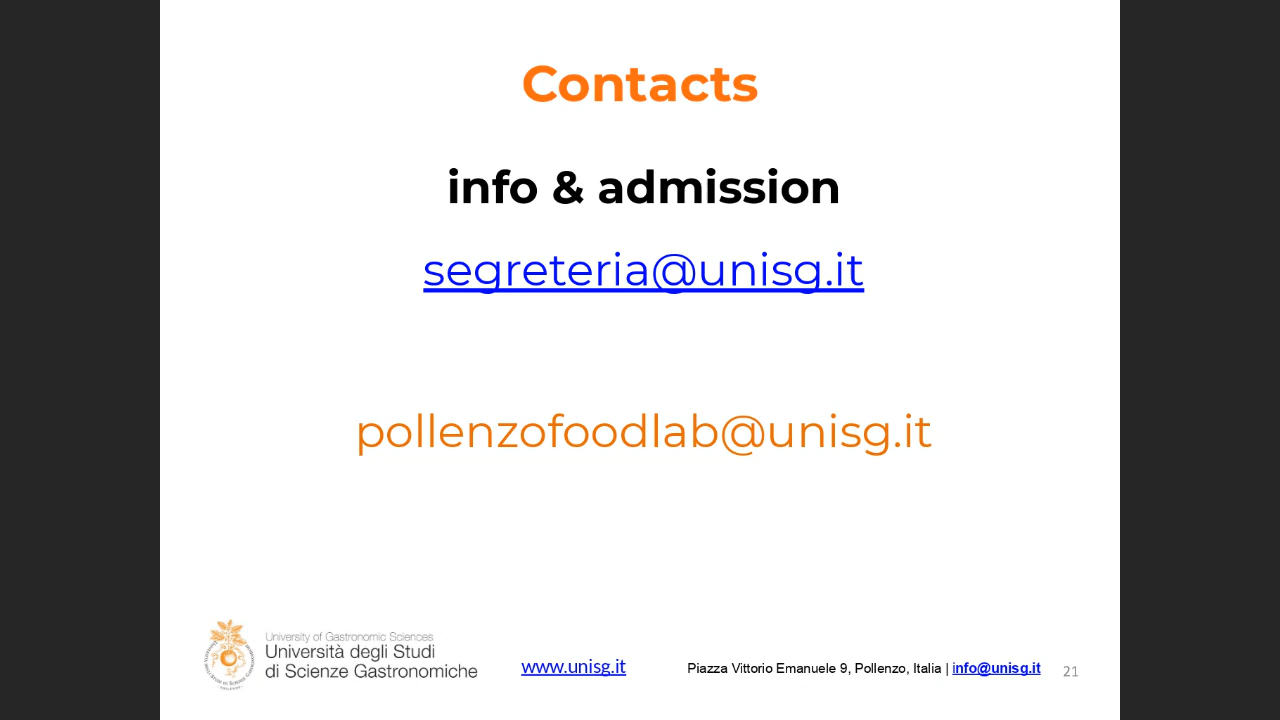 Contacts
info & admission
segreteria@unisg.it
pollenzofoodlab@unisg.it
University of Gastronomic Sciences
Università degli Studi
di Scienze Gastronomiche
www.unisg.it
Piazza Vittorio Emanuele 9, Pollenzo, Italia | info@unisg.it
21